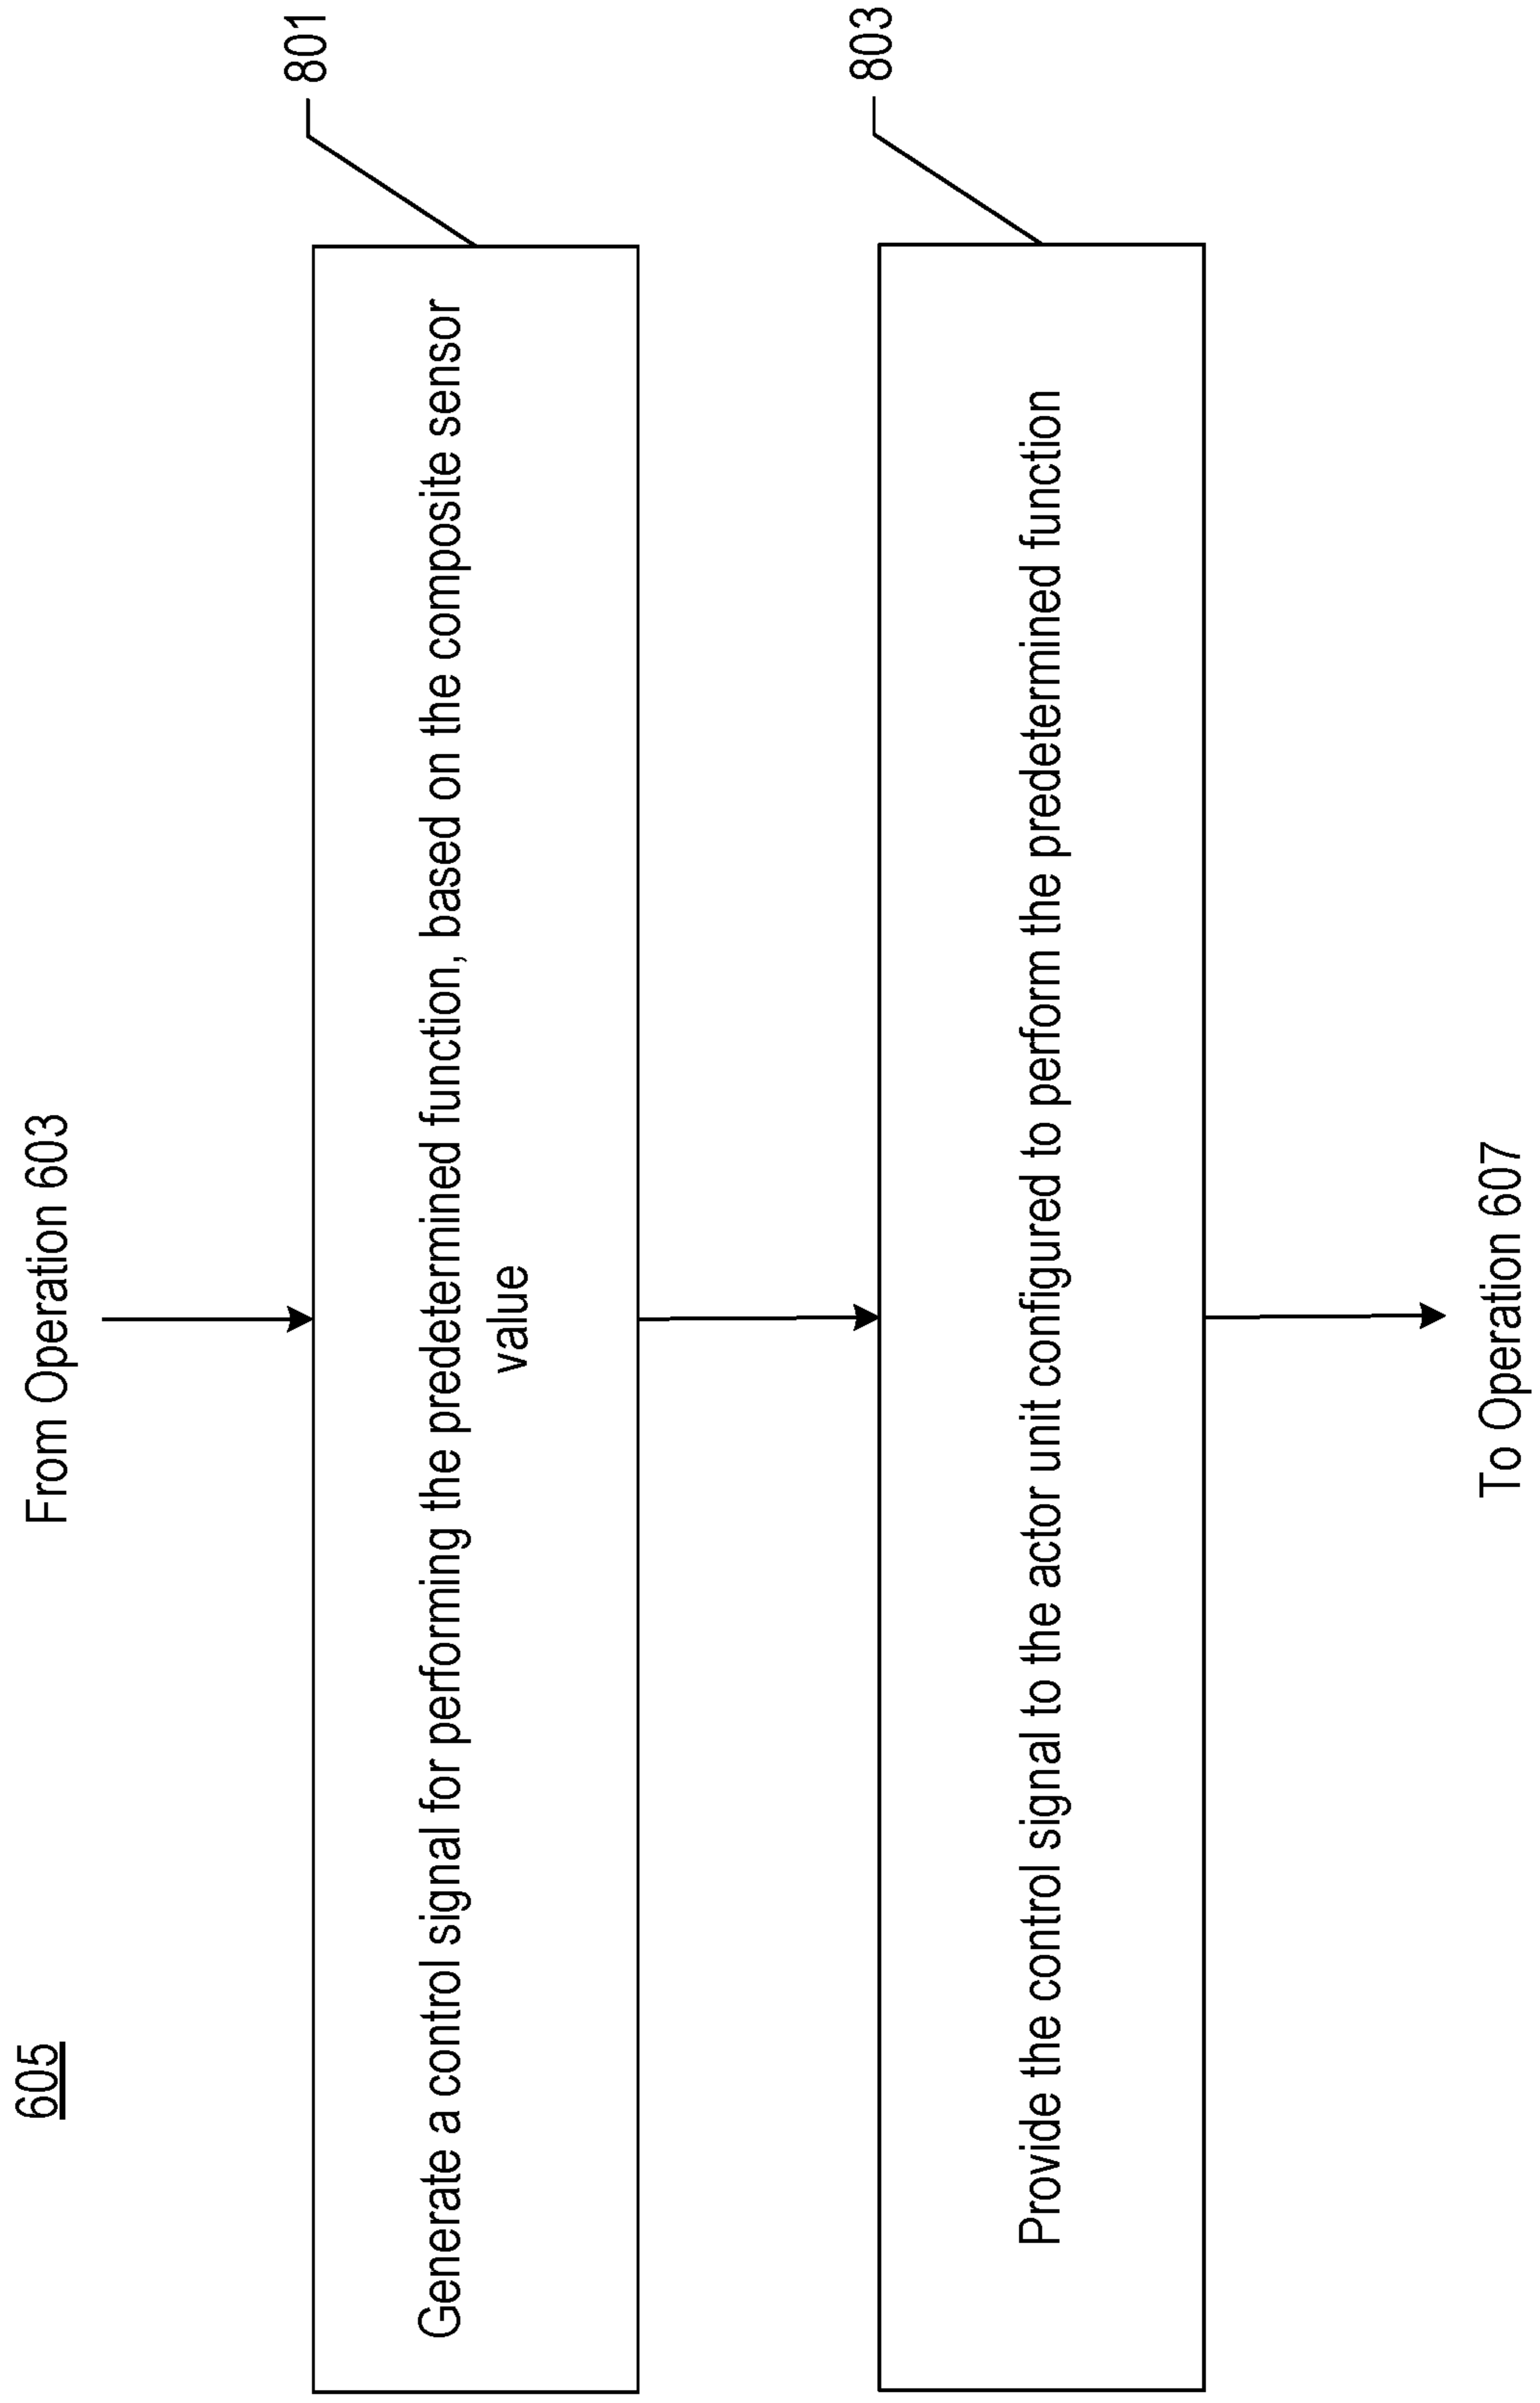 605
From Operation 603
801
Generate a control signal for performing the predetermined function, based on the composite sensor
value
803
Provide the control signal to the actor unit configured to perform the predetermined function
To Operation 607